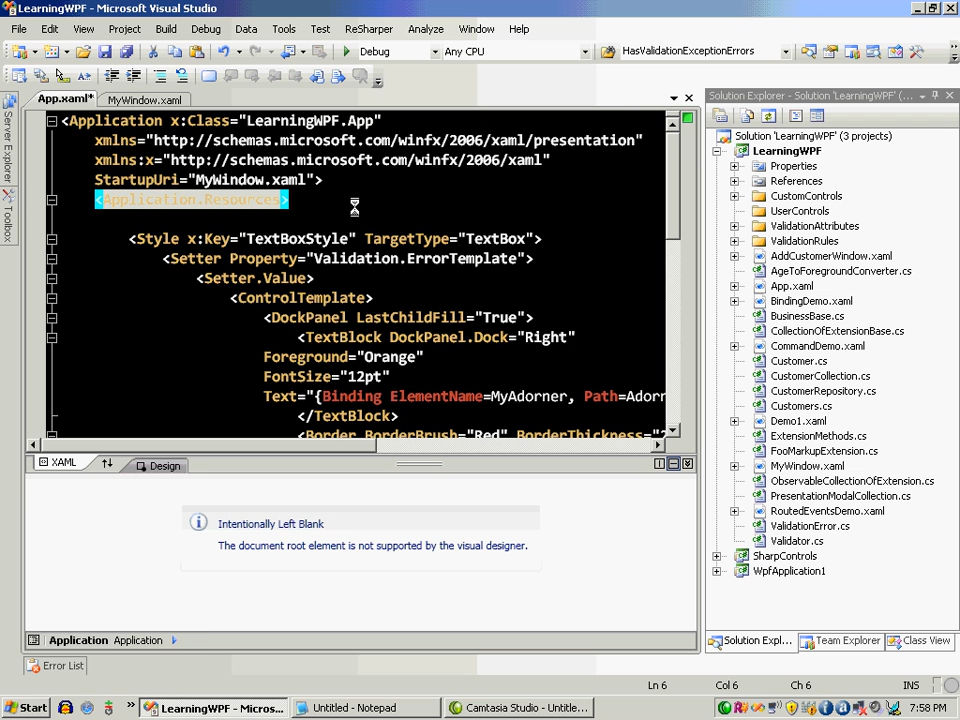 LearningWPF - Microsoft Visual Studio
File Edit View Project Build Debug Data Tools Test ReSharper Analyze Window Help
Debug Any CPU HasValidationExceptionErrors
App.xaml* MyWindow.xaml
Server Explorer
Toolbox
<Application x:Class="LearningWPF.App"
xmlns="http://schemas.microsoft.com/winfx/2006/xaml/presentation"
xmlns:x="http://schemas.microsoft.com/winfx/2006/xaml"
StartupUri="MyWindow.xaml">
<Application.Resources>
<Style x:Key="TextBoxStyle" TargetType="TextBox">
<Setter Property="Validation.ErrorTemplate">
<Setter.Value>
<ControlTemplate>
<DockPanel LastChildFill="True">
<TextBlock DockPanel.Dock="Right"
Foreground="Orange"
FontSize="12pt"
Text="{Binding ElementName=MyAdorner, Path=Adorn
</TextBlock>
<Border BorderBrush="Red" BorderThickness="2
XAML Design
Intentionally Left Blank
The document root element is not supported by the visual designer.
Application Application
Error List
Solution Explorer - Solution 'LearningWPF' (...
Solution 'LearningWPF' (3 projects)
LearningWPF
Properties
References
CustomControls
UserControls
ValidationAttributes
ValidationRules
AddCustomerWindow.xaml
AgeToForegroundConverter.cs
App.xaml
BindingDemo.xaml
BusinessBase.cs
CollectionOfExtensionBase.cs
CommandDemo.xaml
Customer.cs
CustomerCollection.cs
CustomerRepository.cs
Customers.cs
Demo1.xaml
ExtensionMethods.cs
FooMarkupExtension.cs
MyWindow.xaml
ObservableCollectionOfExtension.cs
PresentationModalCollection.cs
RoutedEventsDemo.xaml
ValidationError.cs
Validator.cs
SharpControls
WpfApplication1
Solution Expl... Team Explorer Class View
Ln 6 Col 6 Ch 6 INS
Start LearningWPF - Micros... Untitled - Notepad Camtasia Studio - Untitle... 7:58 PM